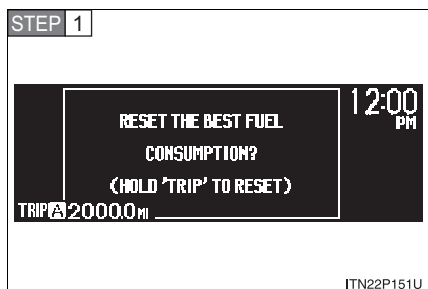 STEP 1
12:00
PM
RESET THE BEST FUEL
CONSUMPTION?
(HOLD 'TRIP' TO RESET)
TRIP A 2000.0 MI
ITN22P151U